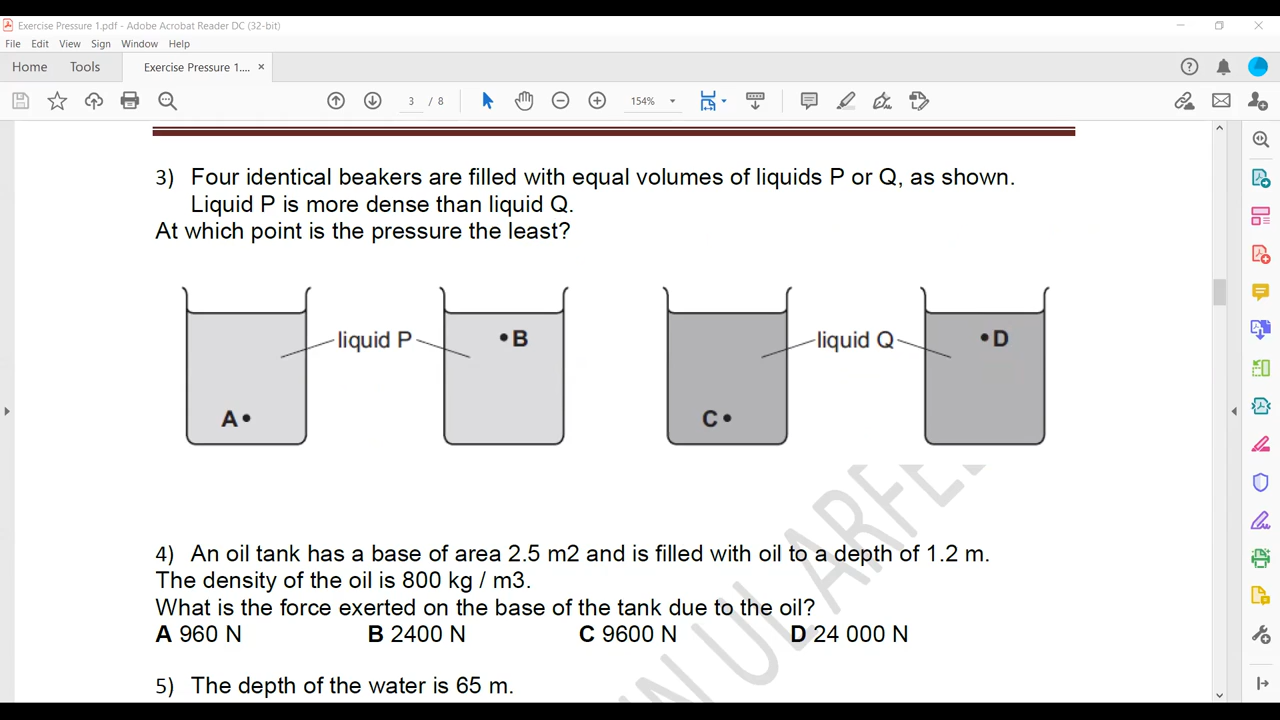 Exercise Pressure 1.pdf - Adobe Acrobat Reader DC (32-bit)
File Edit View Sign Window Help
Home Tools Exercise Pressure 1.... ×
3 / 8 154%
3) Four identical beakers are filled with equal volumes of liquids P or Q, as shown.
Liquid P is more dense than liquid Q.
At which point is the pressure the least?
liquid P B liquid Q D
A C
4) An oil tank has a base of area 2.5 m2 and is filled with oil to a depth of 1.2 m.
The density of the oil is 800 kg / m3.
What is the force exerted on the base of the tank due to the oil?
A 960 N B 2400 N C 9600 N D 24 000 N
5) The depth of the water is 65 m.